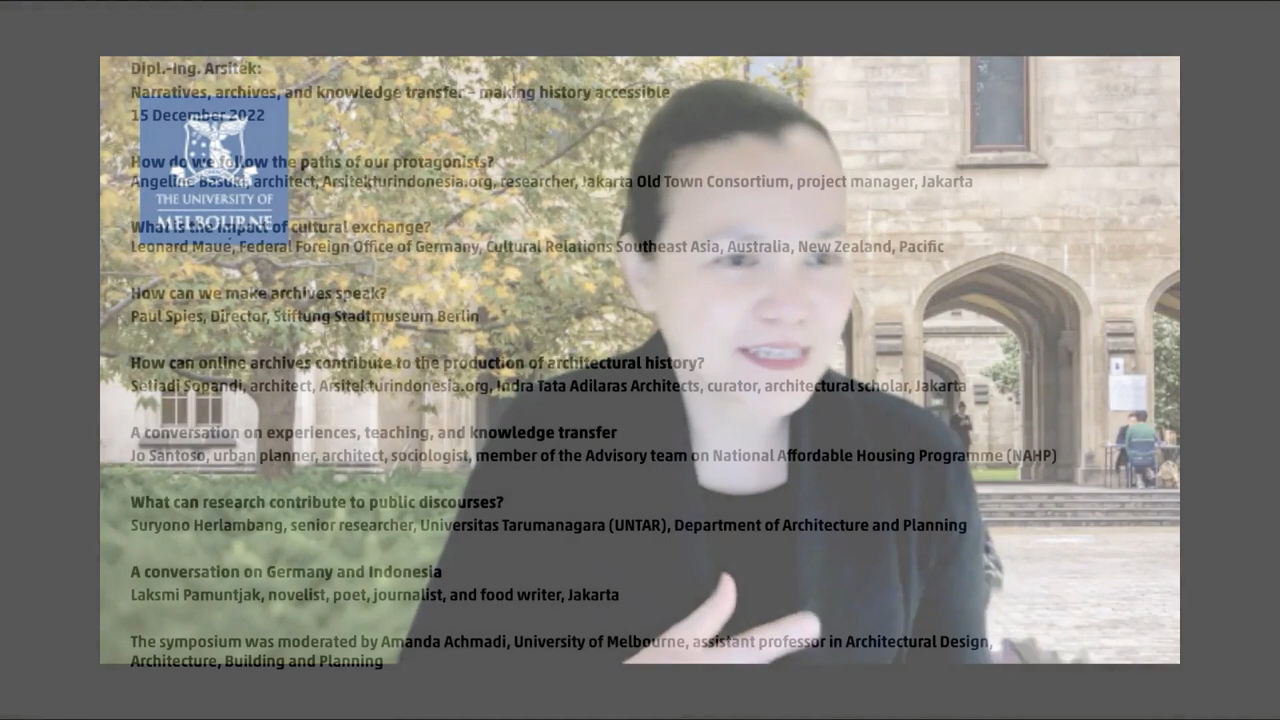 Dipl.-Ing. Arsitek:
Narratives, archives, and knowledge transfer – making history accessible
15 December 2022
How do we follow the paths of our protagonists?
Angeline Basuki, architect, Arsitekturindonesia.org, researcher, Jakarta Old Town Consortium, project manager, Jakarta
THE UNIVERSITY OF
MELBOURNE
What is the impact of cultural exchange?
Leonard Maue, Federal Foreign Office of Germany, Cultural Relations Southeast Asia, Australia, New Zealand, Pacific
How can we make archives speak?
Paul Spies, Director, Stiftung Stadtmuseum Berlin
How can online archives contribute to the production of architectural history?
Setiadi Sopandi, architect, Arsitekturindonesia.org, Indra Tata Adilaras Architects, curator, architectural scholar, Jakarta
A conversation on experiences, teaching, and knowledge transfer
Jo Santoso, urban planner, architect, sociologist, member of the Advisory team on National Affordable Housing Programme (NAHP)
What can research contribute to public discourses?
Suryono Herlambang, senior researcher, Universitas Tarumanagara (UNTAR), Department of Architecture and Planning
A conversation on Germany and Indonesia
Laksmi Pamuntjak, novelist, poet, journalist, and food writer, Jakarta
The symposium was moderated by Amanda Achmadi, University of Melbourne, assistant professor in Architectural Design,
Architecture, Building and Planning